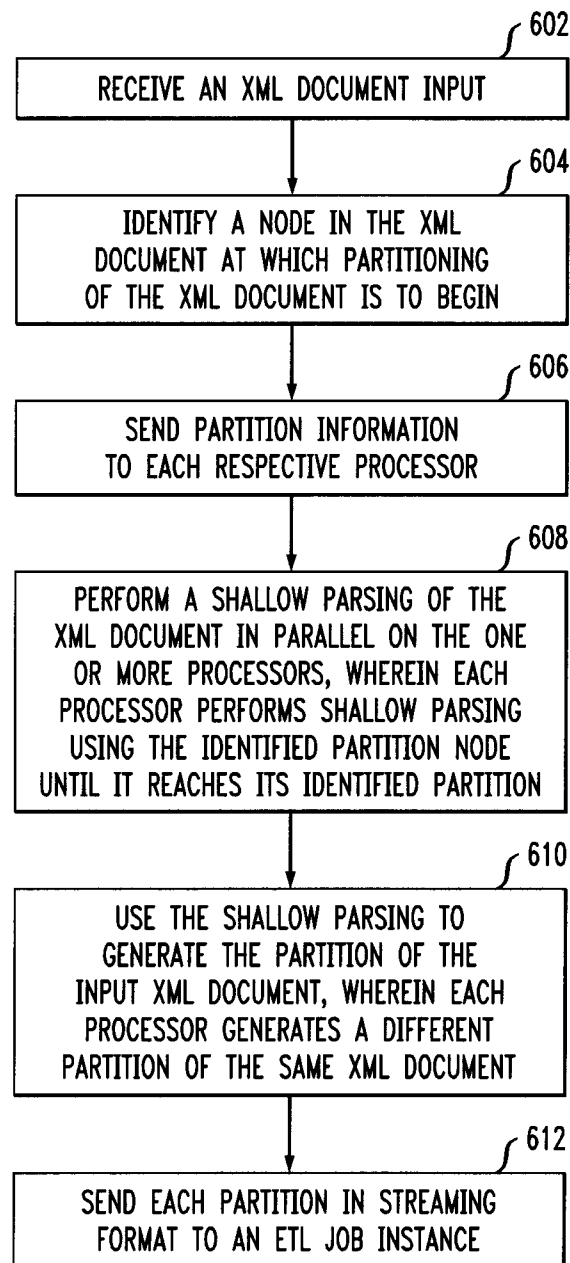 602
RECEIVE AN XML DOCUMENT INPUT
604
IDENTIFY A NODE IN THE XML
DOCUMENT AT WHICH PARTITIONING
OF THE XML DOCUMENT IS TO BEGIN
606
SEND PARTITION INFORMATION
TO EACH RESPECTIVE PROCESSOR
608
PERFORM A SHALLOW PARSING OF THE
XML DOCUMENT IN PARALLEL ON THE ONE
OR MORE PROCESSORS, WHEREIN EACH
PROCESSOR PERFORMS SHALLOW PARSING
USING THE IDENTIFIED PARTITION NODE
UNTIL IT REACHES ITS IDENTIFIED PARTITION
610
USE THE SHALLOW PARSING TO
GENERATE THE PARTITION OF THE
INPUT XML DOCUMENT, WHEREIN EACH
PROCESSOR GENERATES A DIFFERENT
PARTITION OF THE SAME XML DOCUMENT
612
SEND EACH PARTITION IN STREAMING
FORMAT TO AN ETL JOB INSTANCE